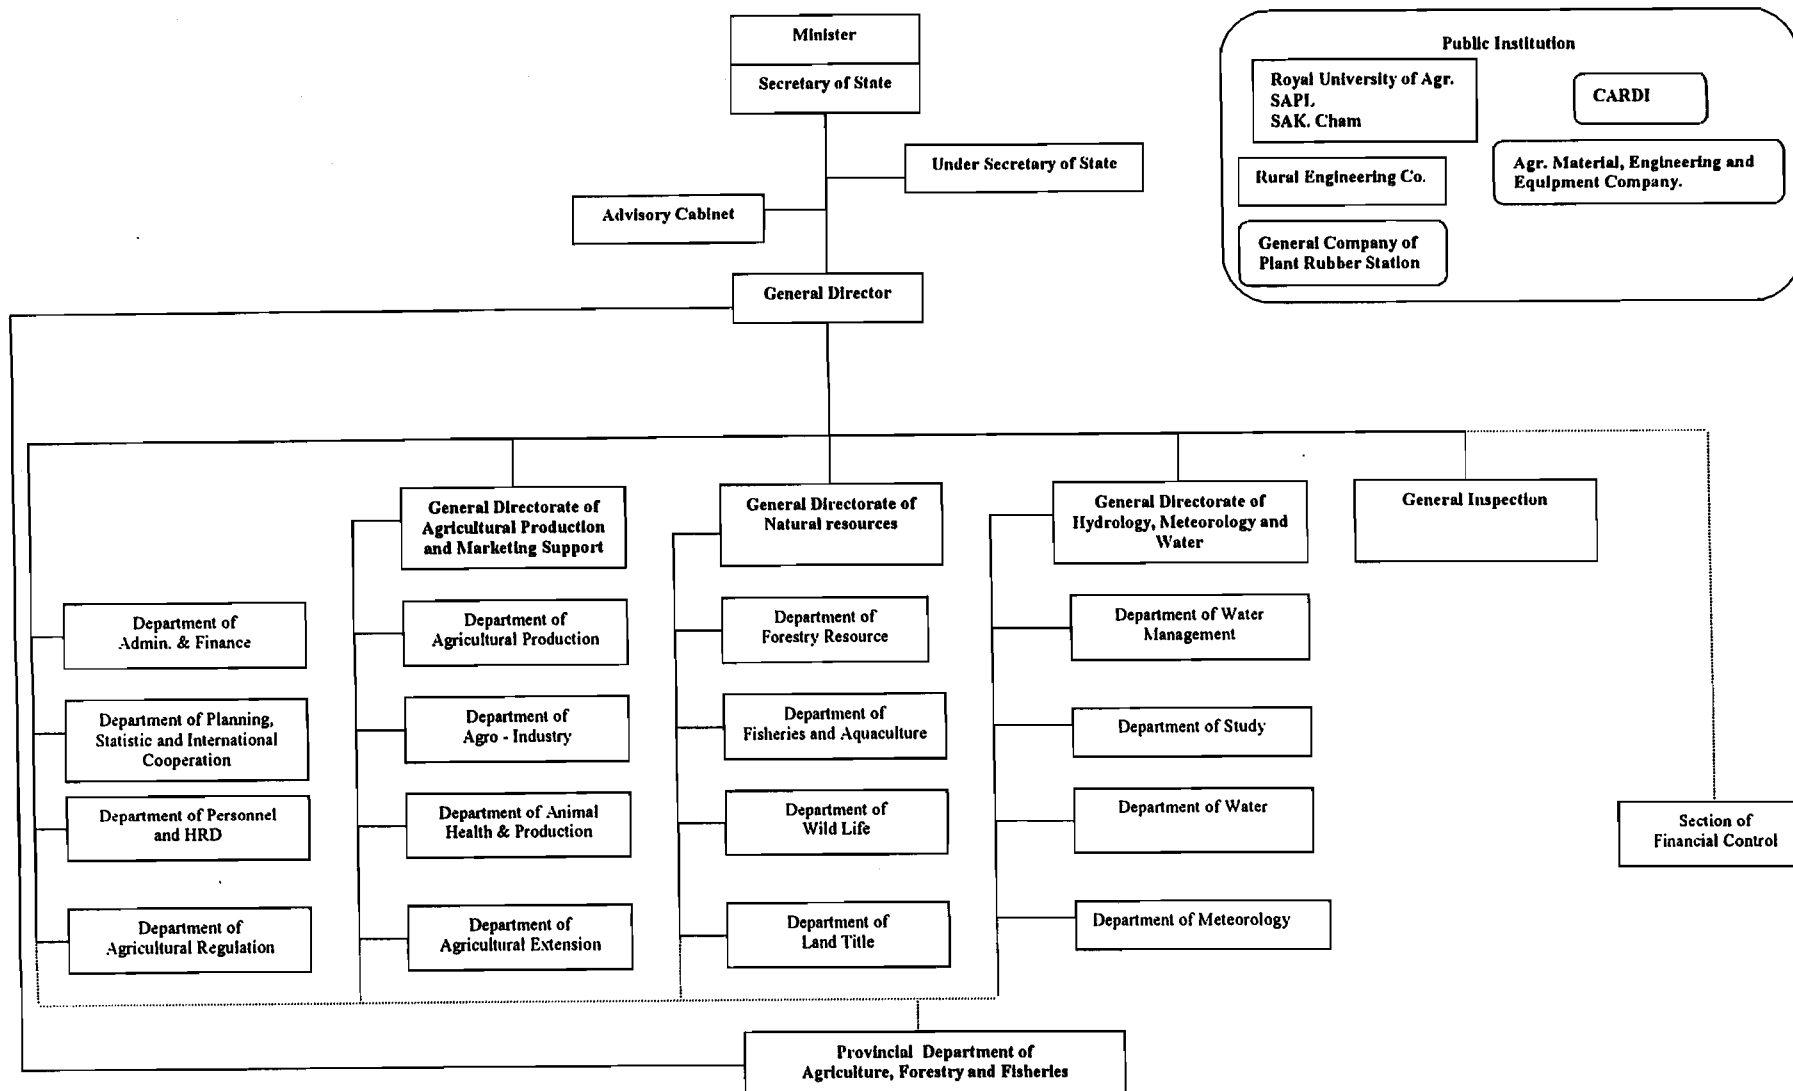 Minister
Secretary of State
Under Secretary of State
Advisory Cabinet
General Director
Public Institution
Royal University of Agr.
SAPL
SAK. Cham
CARDI
Rural Engineering Co.
Agr. Material, Engineering and
Equipment Company.
General Company of
Plant Rubber Station
General Directorate of
Agricultural Production
and Marketing Support
General Directorate of
Natural resources
General Directorate of
Hydrology, Meteorology and
Water
General Inspection
Department of
Admin. & Finance
Department of Planning,
Statistic and International
Cooperation
Department of Personnel
and HRD
Department of
Agricultural Regulation
Department of
Agricultural Production
Department of
Agro - Industry
Department of Animal
Health & Production
Department of
Agricultural Extension
Department of
Forestry Resource
Department of
Fisheries and Aquaculture
Department of
Wild Life
Department of
Land Title
Department of Water
Management
Department of Study
Department of Water
Department of Meteorology
Section of
Financial Control
Provincial Department of
Agriculture, Forestry and Fisheries